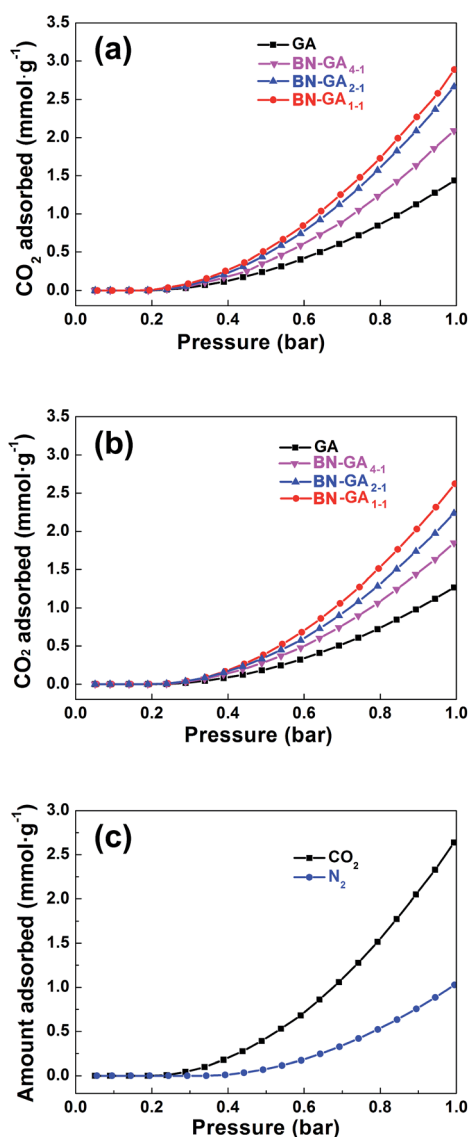 (a)
GA
BN-GA4-1
BN-GA2-1
BN-GA1-1
CO2 adsorbed (mmol·g-1)
3.5
3.0
2.5
2.0
1.5
1.0
0.5
0.0
0.0 0.2 0.4 0.6 0.8 1.0
Pressure (bar)
(b)
GA
BN-GA4-1
BN-GA2-1
BN-GA1-1
CO2 adsorbed (mmol·g-1)
3.5
3.0
2.5
2.0
1.5
1.0
0.5
0.0
0.0 0.2 0.4 0.6 0.8 1.0
Pressure (bar)
(c)
CO2
N2
Amount adsorbed (mmol·g-1)
3.0
2.5
2.0
1.5
1.0
0.5
0.0
0.0 0.2 0.4 0.6 0.8 1.0
Pressure (bar)